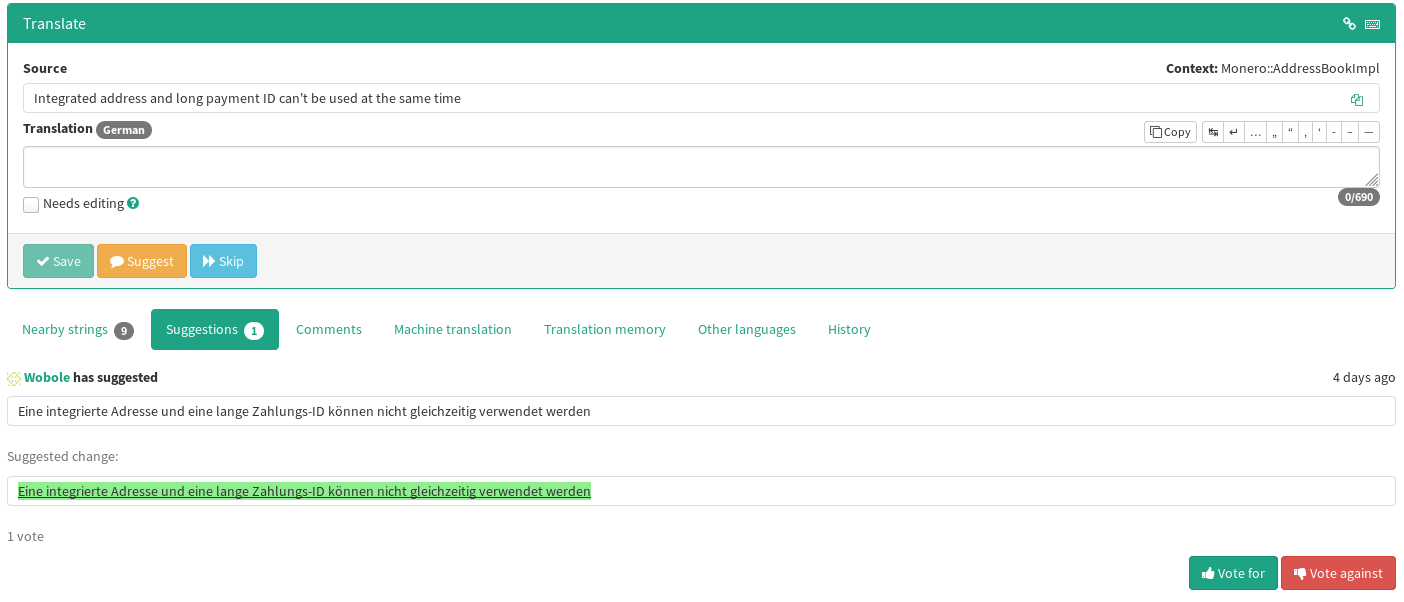 Translate
Source Context: Monero::AddressBookImpl
Integrated address and long payment ID can't be used at the same time
Translation German Copy ↹ ↵ … „ “ ‚ ‘ - – —
0/690
Needs editing
Save Suggest Skip
Nearby strings 9 Suggestions 1 Comments Machine translation Translation memory Other languages History
Wobole has suggested 4 days ago
Eine integrierte Adresse und eine lange Zahlungs-ID können nicht gleichzeitig verwendet werden
Suggested change:
Eine integrierte Adresse und eine lange Zahlungs-ID können nicht gleichzeitig verwendet werden
1 vote
Vote for Vote against